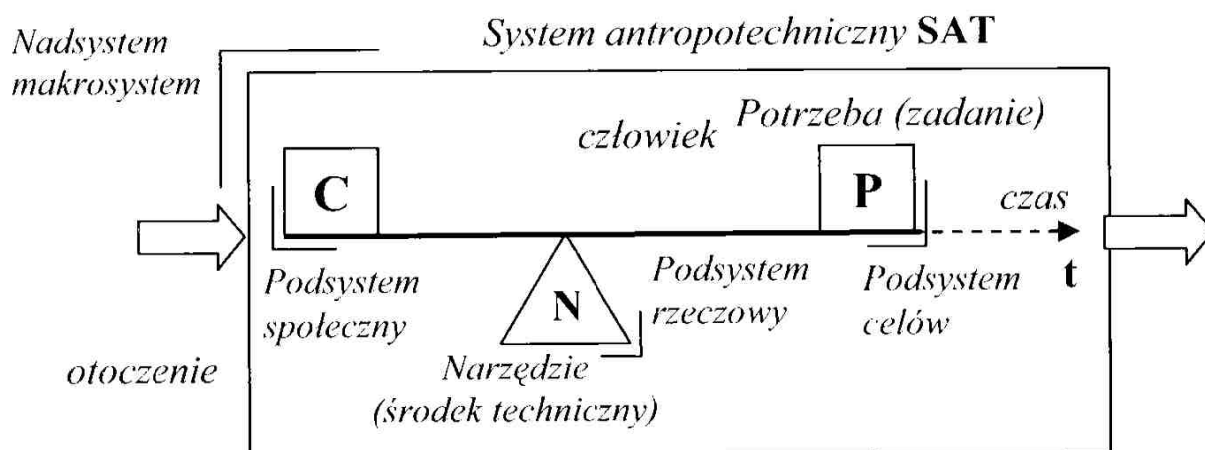 Nadsystem
makrosystem
System antropotechniczny SAT
człowiek
Potrzeba (zadanie)
C
P
czas
t
Podsystem
społeczny
N
Podsystem
rzeczowy
Podsystem
celów
otoczenie
Narzędzie
(środek techniczny)